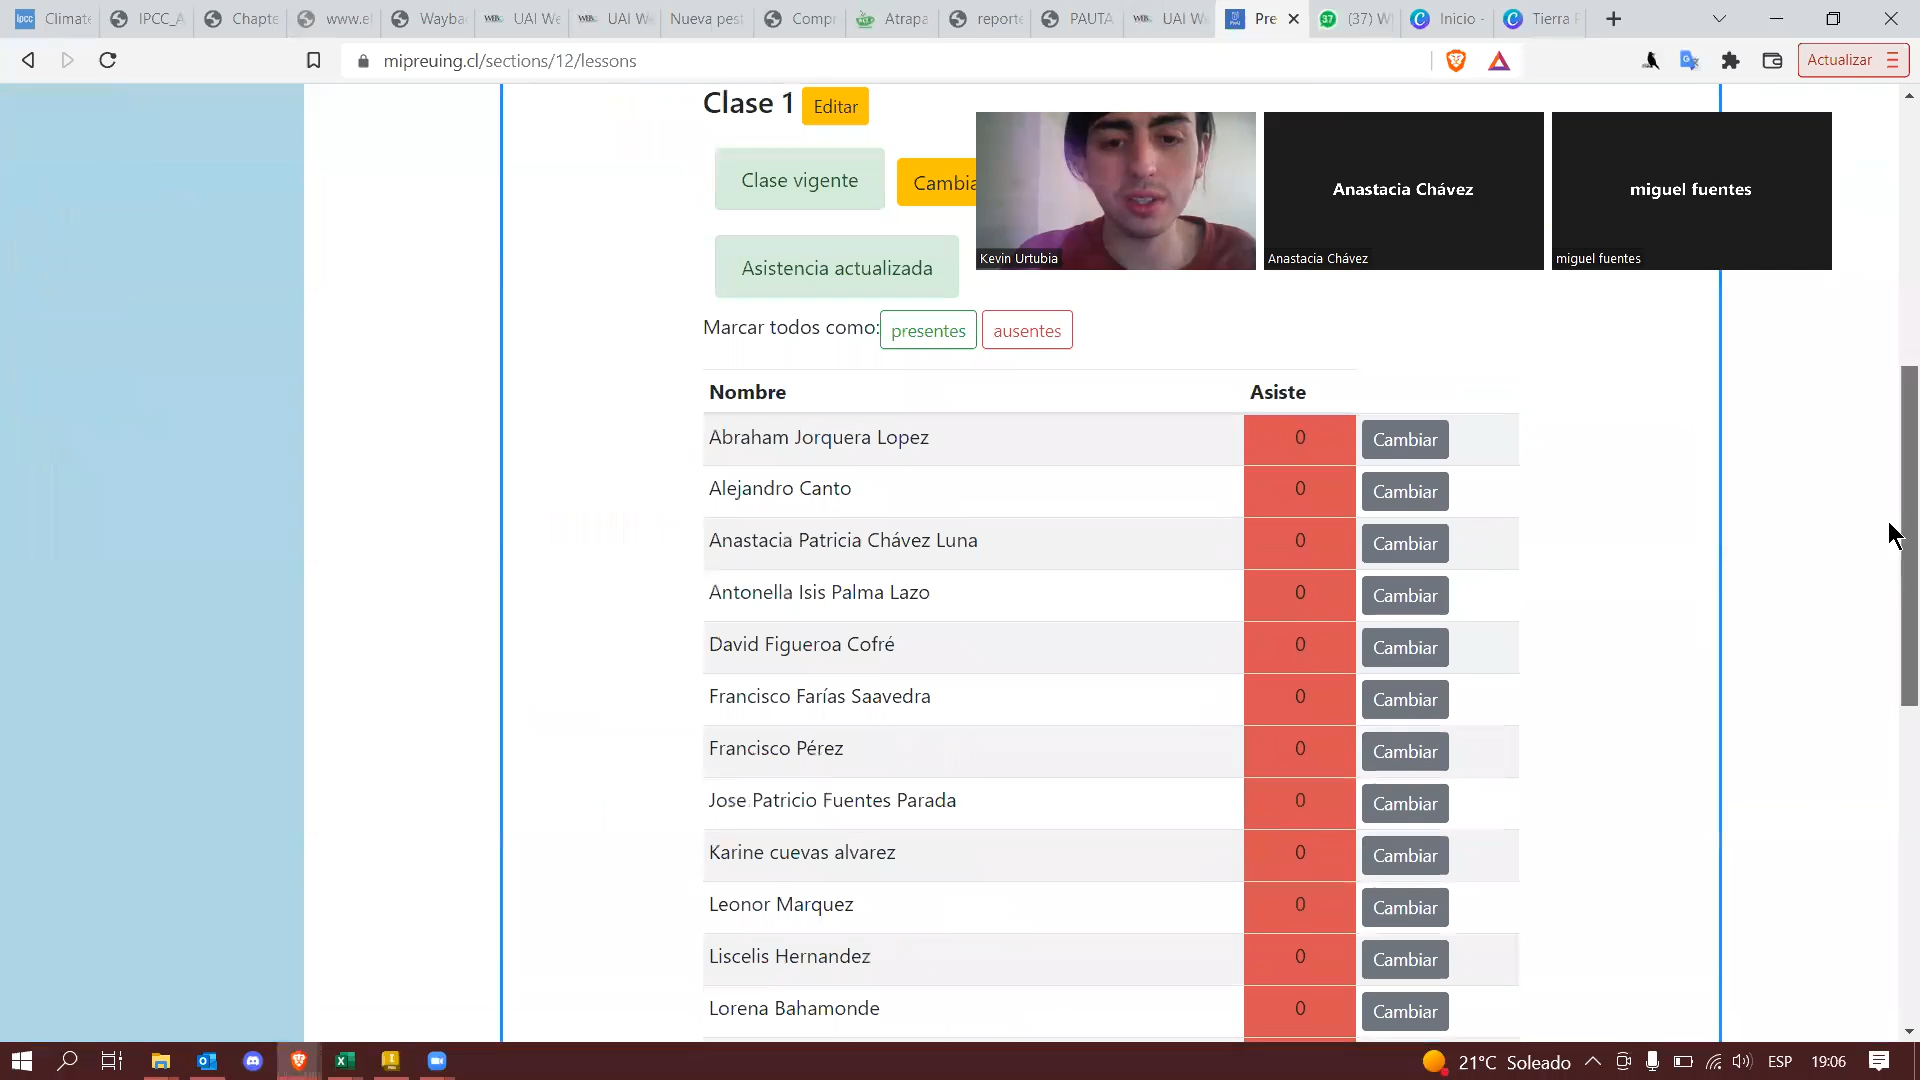 Climate
IPCC_A
Chapte
www.e
Wayba
UAI We
UAI We
Nueva pest
Compr
Atrapa
reporte
PAUTA
UAI We
Pre
(37) W
Inicio -
Tierra F
mipreuing.cl/sections/12/lessons
Actualizar
Clase 1 Editar
Clase vigente
Cambia
Anastacia Chávez
miguel fuentes
Kevin Urtubia
Anastacia Chávez
miguel fuentes
Asistencia actualizada
Marcar todos como: presentes ausentes
Nombre Asiste
Abraham Jorquera Lopez 0 Cambiar
Alejandro Canto 0 Cambiar
Anastacia Patricia Chávez Luna 0 Cambiar
Antonella Isis Palma Lazo 0 Cambiar
David Figueroa Cofré 0 Cambiar
Francisco Farías Saavedra 0 Cambiar
Francisco Pérez 0 Cambiar
Jose Patricio Fuentes Parada 0 Cambiar
Karine cuevas alvarez 0 Cambiar
Leonor Marquez 0 Cambiar
Liscelis Hernandez 0 Cambiar
Lorena Bahamonde 0 Cambiar
21°C Soleado ESP 19:06